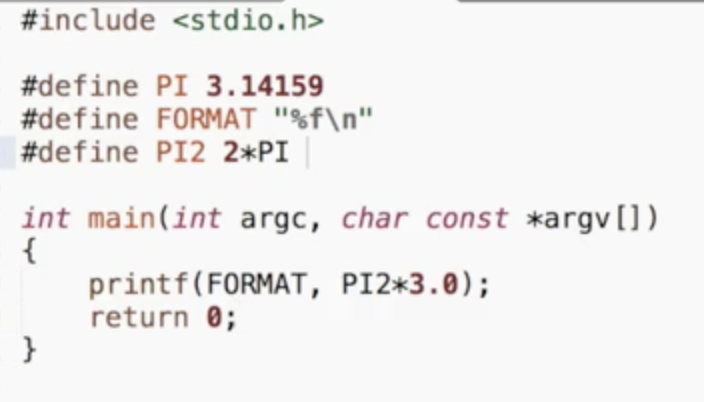 #include <stdio.h>
#define PI 3.14159
#define FORMAT "%f\n"
#define PI2 2*PI
int main(int argc, char const *argv[])
{
    printf(FORMAT, PI2*3.0);
    return 0;
}